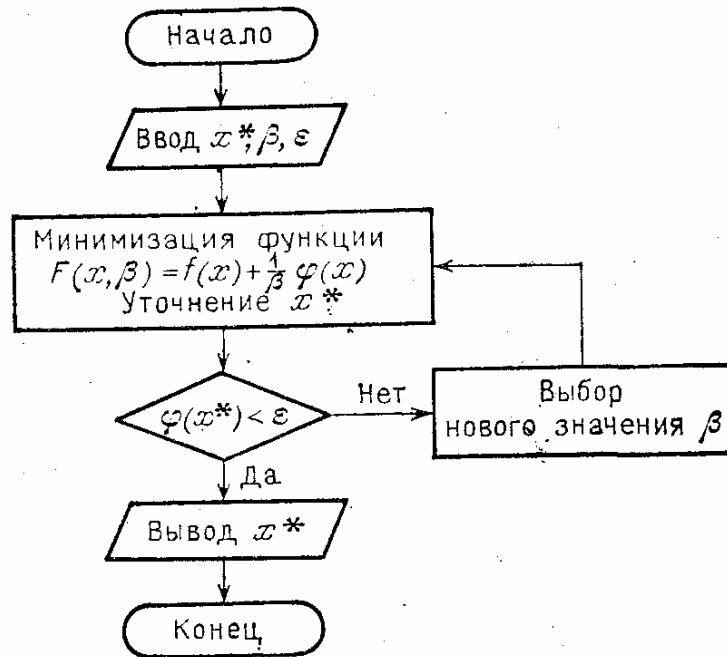 Начало
Ввод x*, β, ε
Минимизация функции
F(x, β) = f(x) + 1/β φ(x)
Уточнение x*
φ(x*) < ε
Нет
Выбор
нового значения β
Да
Вывод x*
Конец